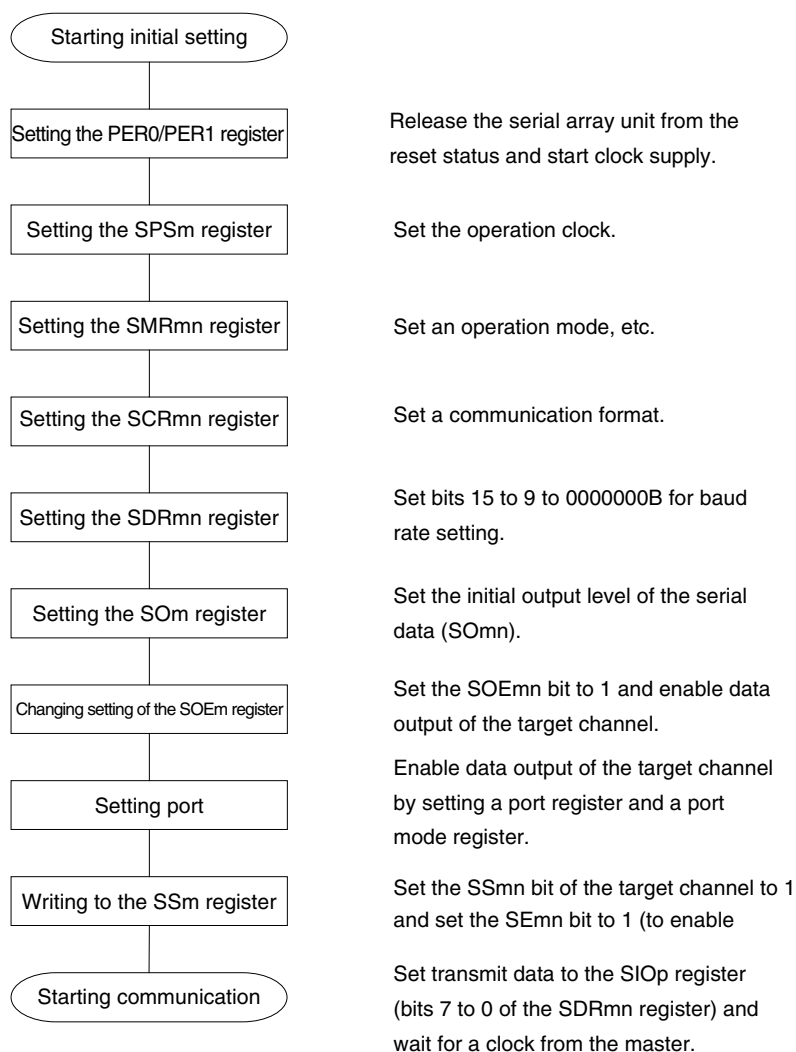 Starting initial setting
Setting the PER0/PER1 register
Release the serial array unit from the
reset status and start clock supply.
Setting the SPSm register
Set the operation clock.
Setting the SMRmn register
Set an operation mode, etc.
Setting the SCRmn register
Set a communication format.
Setting the SDRmn register
Set bits 15 to 9 to 0000000B for baud
rate setting.
Setting the SOm register
Set the initial output level of the serial
data (SOmn).
Changing setting of the SOEm register
Set the SOEmn bit to 1 and enable data
output of the target channel.
Setting port
Enable data output of the target channel
by setting a port register and a port
mode register.
Writing to the SSm register
Set the SSmn bit of the target channel to 1
and set the SEmn bit to 1 (to enable
Starting communication
Set transmit data to the SIOp register
(bits 7 to 0 of the SDRmn register) and
wait for a clock from the master.